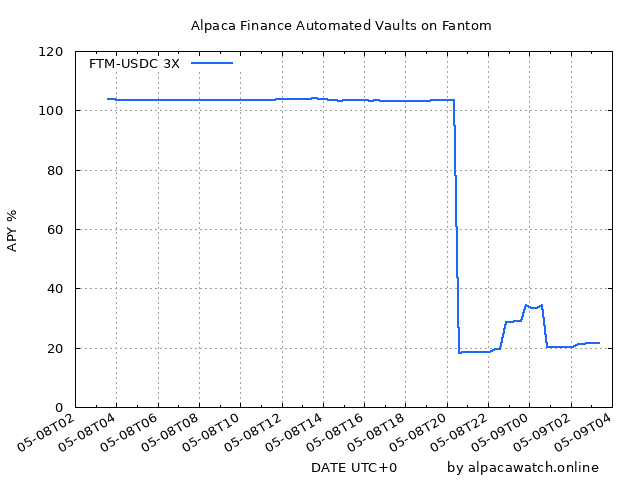 Alpaca Finance Automated Vaults on Fantom
FTM-USDC 3X
120
100
80
60
40
20
0
APY %
05-08T02
05-08T04
05-08T06
05-08T08
05-08T10
05-08T12
05-08T14
05-08T16
05-08T18
05-08T20
05-08T22
05-09T00
05-09T02
05-09T04
DATE UTC+0
by alpacawatch.online